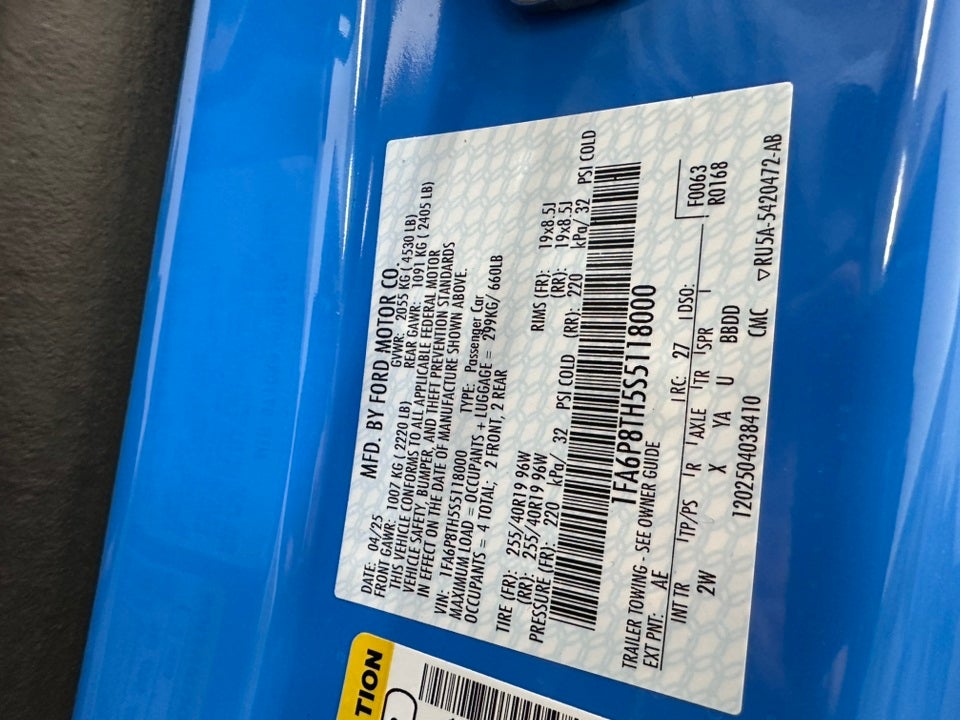 MFD. BY FORD MOTOR CO.
DATE: 04/25 GVWR: 2055 KG ( 4530 LB)
FRONT GAWR: 1007 KG ( 2220 LB) REAR GAWR: 1091 KG ( 2405 LB)
THIS VEHICLE CONFORMS TO ALL APPLICABLE FEDERAL MOTOR
VEHICLE SAFETY, BUMPER, AND THEFT PREVENTION STANDARDS
IN EFFECT ON THE DATE OF MANUFACTURE SHOWN ABOVE.
VIN: 1FA6P8TH5S5118000 TYPE: Passenger Car
MAXIMUM LOAD = OCCUPANTS + LUGGAGE = 299KG/ 660LB
OCCUPANTS = 4 TOTAL; 2 FRONT, 2 REAR
TIRE (FR): 255/40R19 96W RIMS (FR): 19x8.5J
(RR): 255/40R19 96W (RR): 19x8.5J
PRESSURE (FR): 220 kPa/ 32 PSI COLD (RR): 220 kPa/ 32 PSI COLD
1FA6P8TH5S5118000
TRAILER TOWING - SEE OWNER GUIDE
EXT PNT: AE RC: 27 DSO: F0063
R0168
INT TR TP/PS R AXLE TR SPR
2W X YA U BBDD
12025040384​10 CMC ▽RU5A-5420472-AB
TION